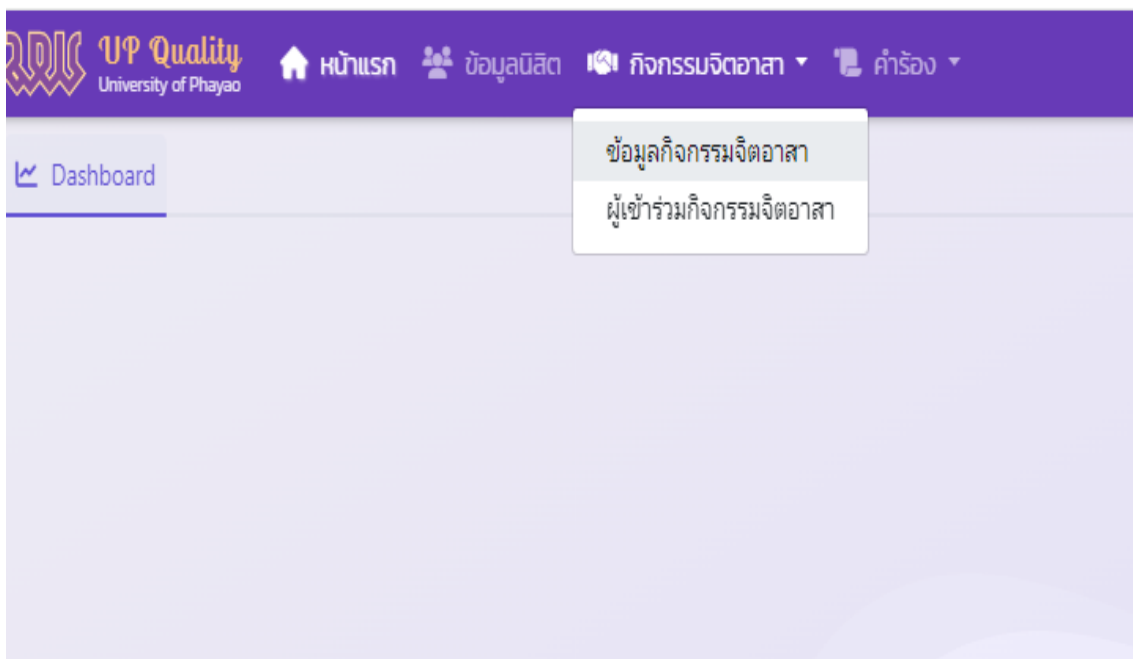 UP Quality
University of Phayao
หน้าแรก ข้อมูลนิสิต กิจกรรมจิตอาสา คำร้อง
ข้อมูลกิจกรรมจิตอาสา
ผู้เข้าร่วมกิจกรรมจิตอาสา
Dashboard